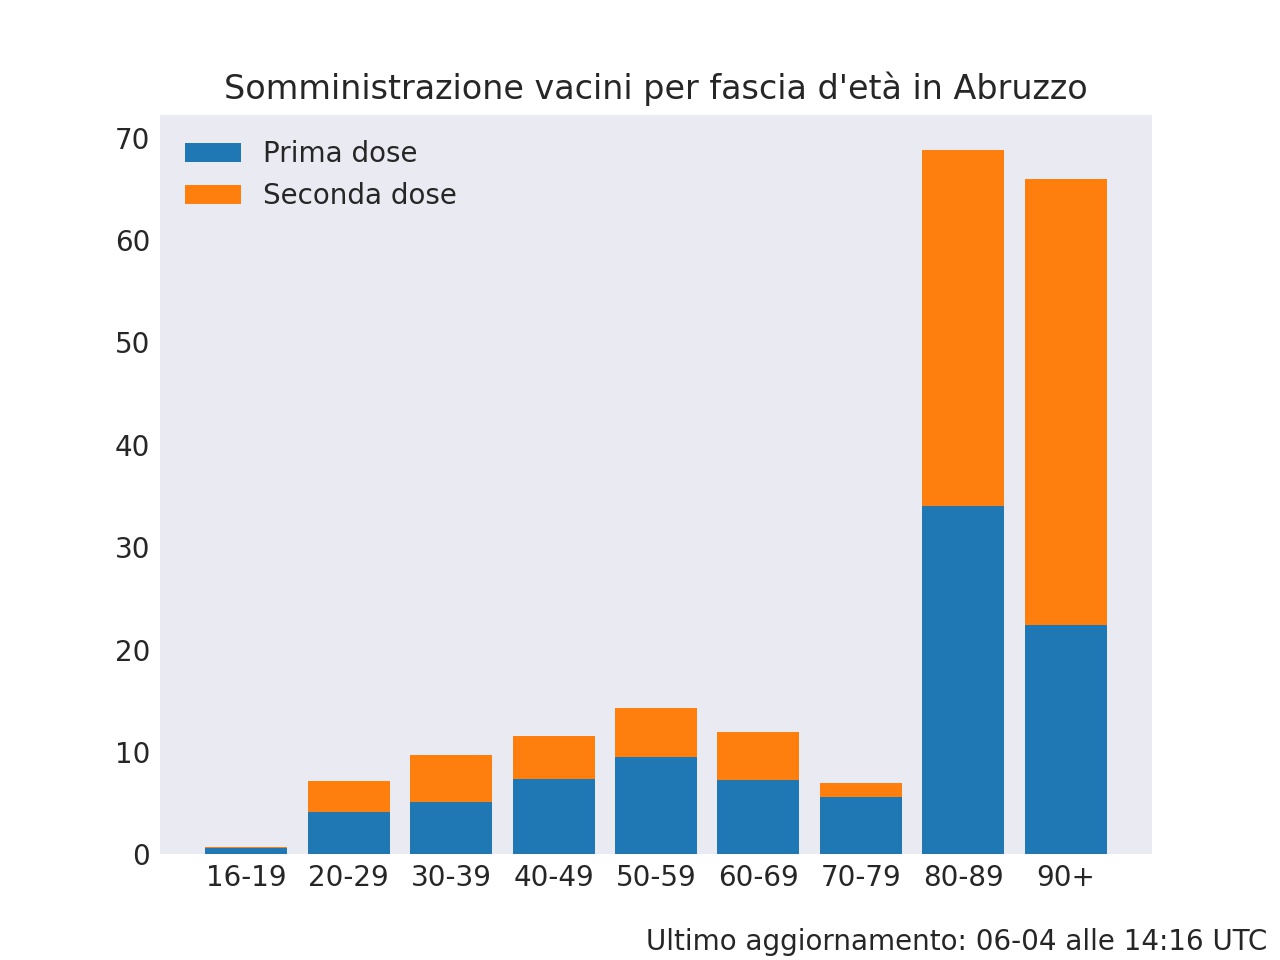 Somministrazione vacini per fascia d'età in Abruzzo
Prima dose
Seconda dose
70
60
50
40
30
20
10
0
16-19 20-29 30-39 40-49 50-59 60-69 70-79 80-89 90+
Ultimo aggiornamento: 06-04 alle 14:16 UTC